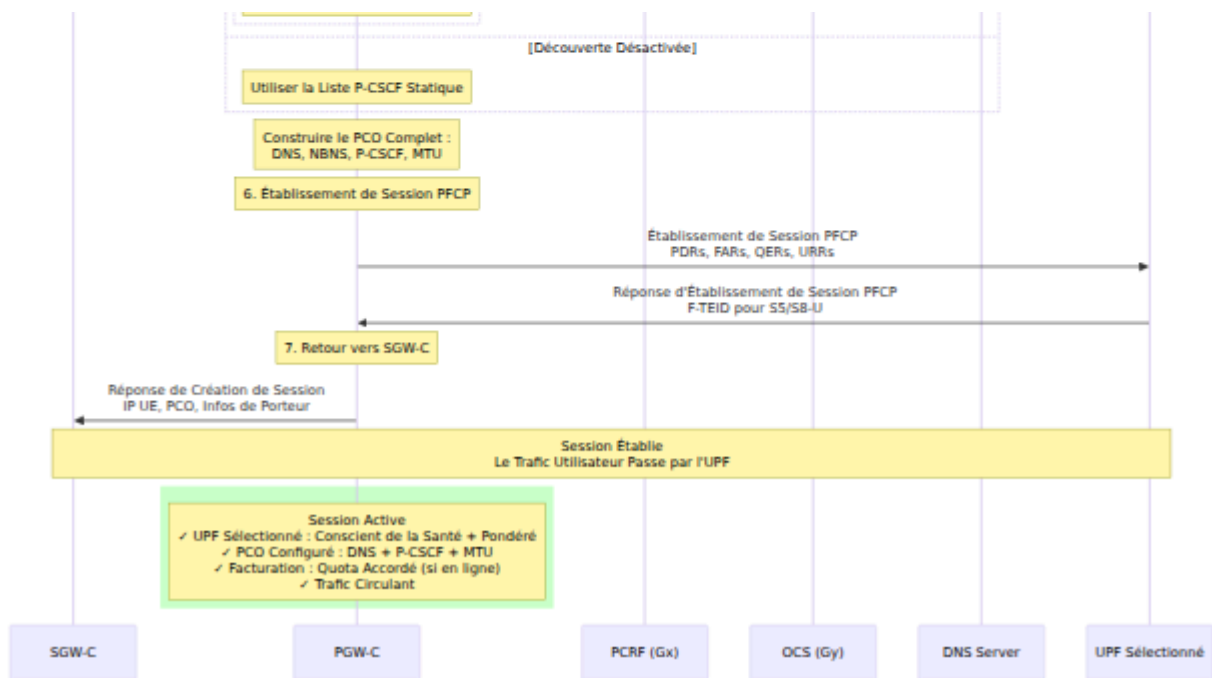 [Découverte Désactivée]
Utiliser la Liste P-CSCF Statique
Construire le PCO Complet :
DNS, NBNS, P-CSCF, MTU
6. Établissement de Session PFCP
Établissement de Session PFCP
PDRs, FARs, QERs, URRs
Réponse d'Établissement de Session PFCP
F-TEID pour S5/S8-U
7. Retour vers SGW-C
Réponse de Création de Session
IP UE, PCO, Infos de Porteur
Session Établie
Le Trafic Utilisateur Passe par l'UPF
Session Active
✓ UPF Sélectionné : Conscient de la Santé + Pondéré
✓ PCO Configuré : DNS + P-CSCF + MTU
✓ Facturation : Quota Accordé (si en ligne)
✓ Trafic Circulant
SGW-C
PGW-C
PCRF (Gx)
OCS (Gy)
DNS Server
UPF Sélectionné